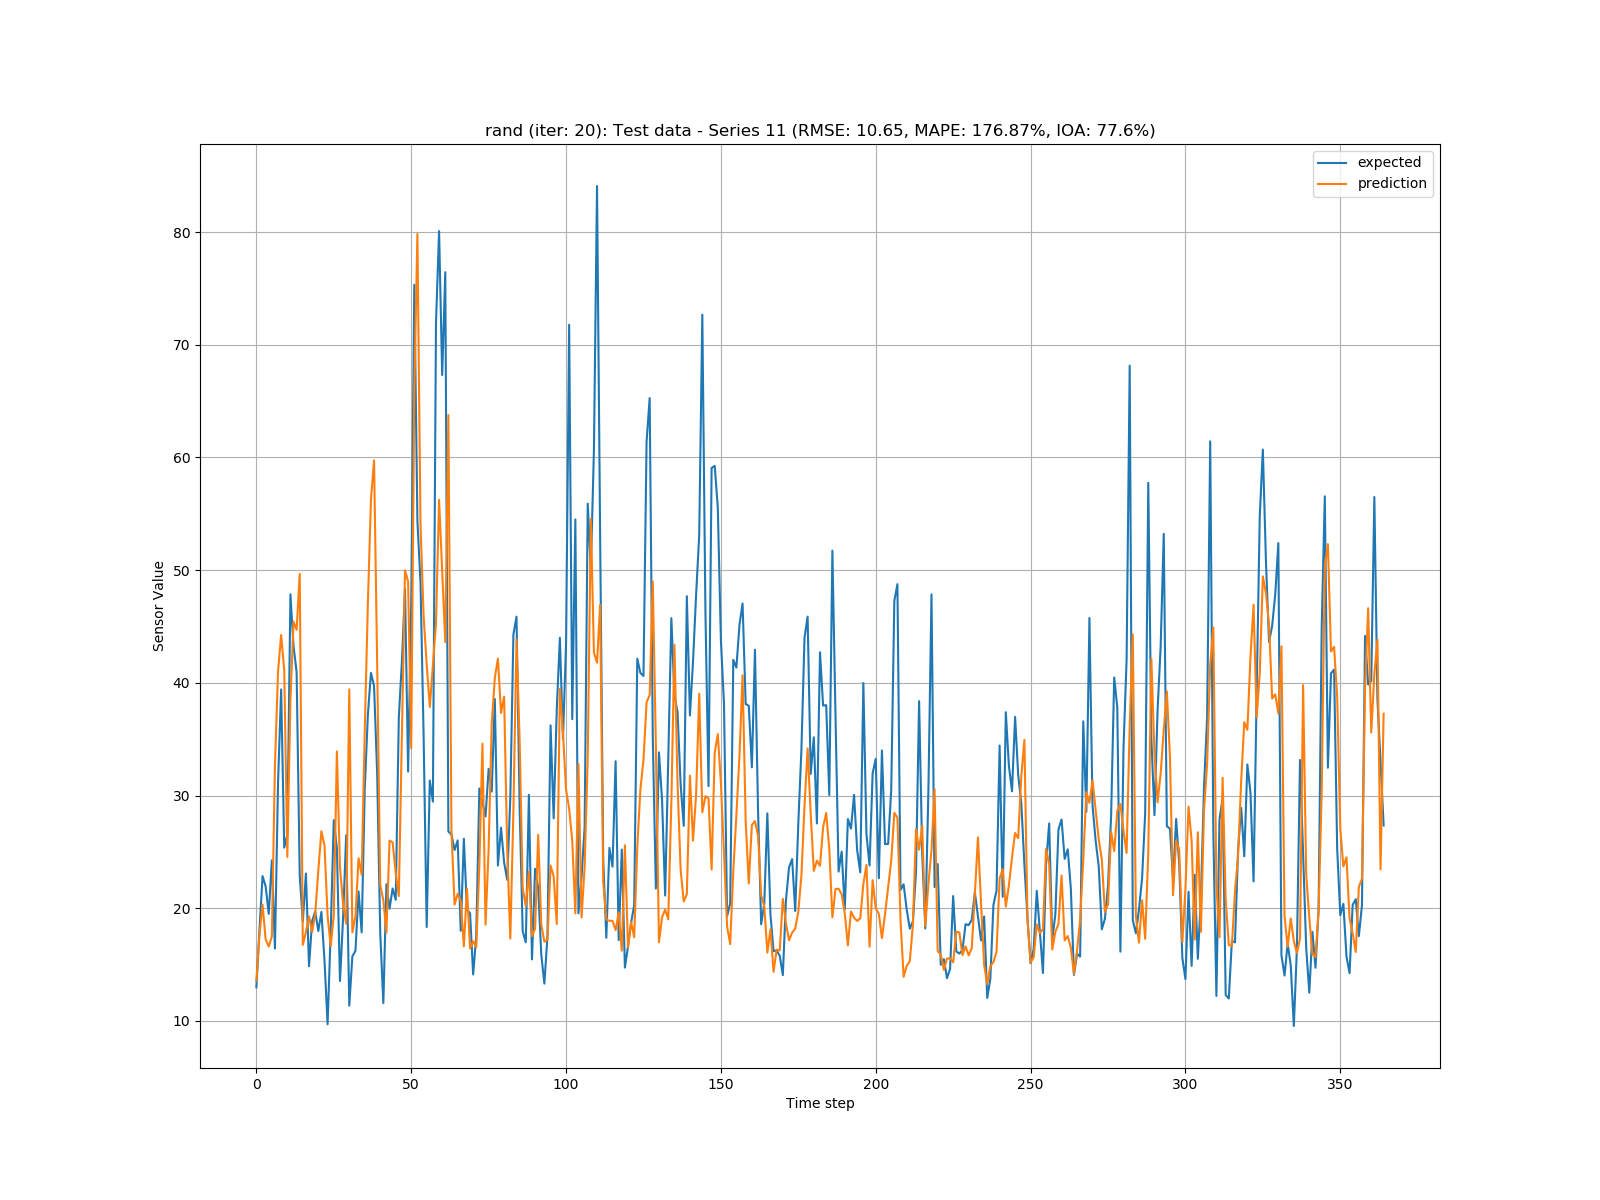 rand (iter: 20): Test data - Series 11 (RMSE: 10.65, MAPE: 176.87%, IOA: 77.6%)
expected
prediction
80
70
60
50
40
30
20
10
Sensor Value
0 50 100 150 200 250 300 350
Time step